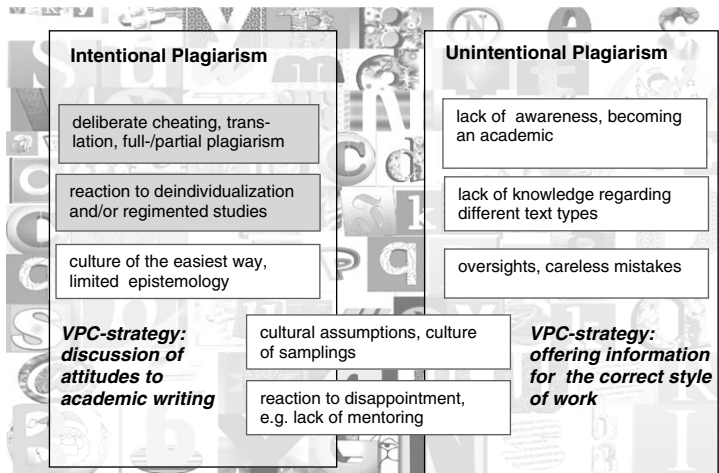 Intentional Plagiarism
deliberate cheating, trans-
lation, full-/partial plagiarism
reaction to deindividualization
and/or regimented studies
culture of the easiest way,
limited epistemology
VPC-strategy:
discussion of
attitudes to
academic writing
cultural assumptions, culture
of samplings
reaction to disappointment,
e.g. lack of mentoring
Unintentional Plagiarism
lack of awareness, becoming
an academic
lack of knowledge regarding
different text types
oversights, careless mistakes
VPC-strategy:
offering information
for the correct style
of work